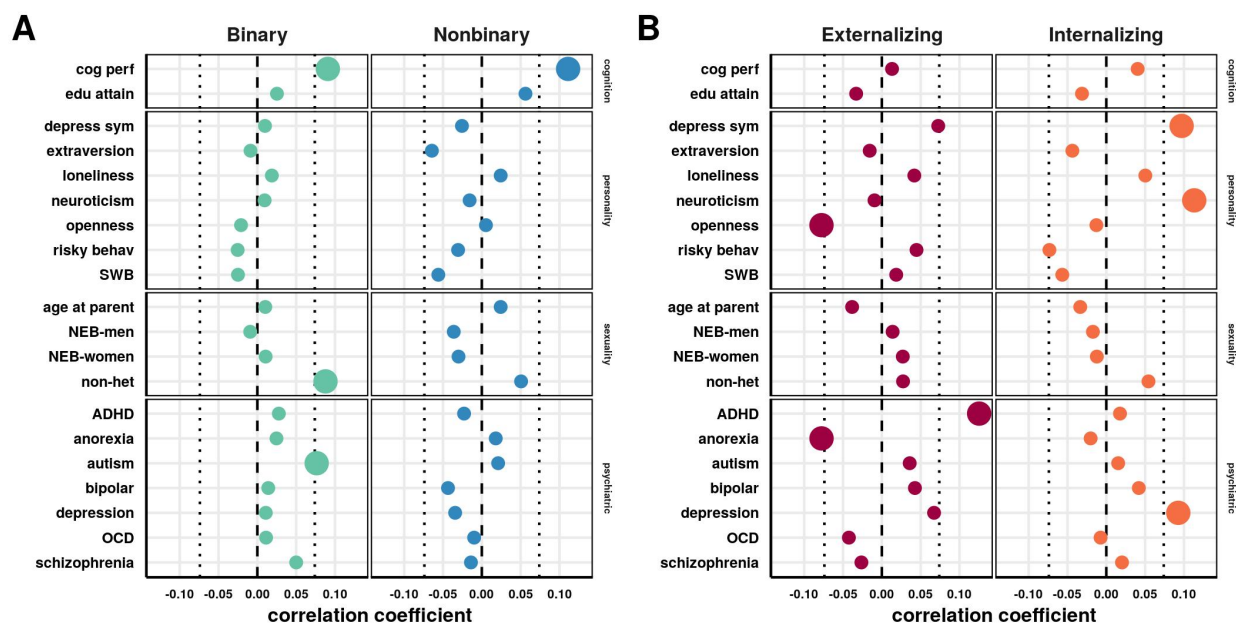 A
B
Binary
Nonbinary
Externalizing
Internalizing
cog perf
edu attain
cognition
depress sym
extraversion
loneliness
neuroticism
openness
risky behav
SWB
personality
age at parent
NEB-men
NEB-women
non-het
sexuality
ADHD
anorexia
autism
bipolar
depression
OCD
schizophrenia
psychiatric
-0.10 -0.05 0.00 0.05 0.10
-0.10 -0.05 0.00 0.05 0.10
correlation coefficient
cog perf
edu attain
cognition
depress sym
extraversion
loneliness
neuroticism
openness
risky behav
SWB
personality
age at parent
NEB-men
NEB-women
non-het
sexuality
ADHD
anorexia
autism
bipolar
depression
OCD
schizophrenia
psychiatric
-0.10 -0.05 0.00 0.05 0.10
-0.10 -0.05 0.00 0.05 0.10
correlation coefficient